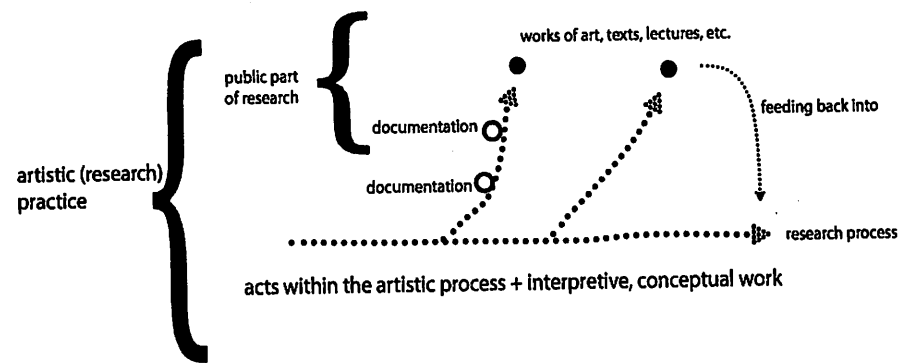 works of art, texts, lectures, etc.
public part
of research
feeding back into
documentation
artistic (research)
practice
documentation
research process
acts within the artistic process + interpretive, conceptual work